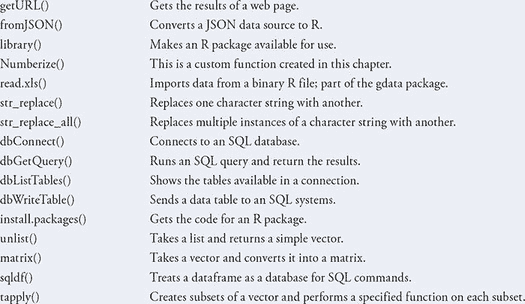 getURL() Gets the results of a web page.
fromJSON() Converts a JSON data source to R.
library() Makes an R package available for use.
Numberize() This is a custom function created in this chapter.
read.xls() Imports data from a binary R file; part of the gdata package.
str_replace() Replaces one character string with another.
str_replace_all() Replaces multiple instances of a character string with another.
dbConnect() Connects to an SQL database.
dbGetQuery() Runs an SQL query and return the results.
dbListTables() Shows the tables available in a connection.
dbWriteTable() Sends a data table to an SQL systems.
install.packages() Gets the code for an R package.
unlist() Takes a list and returns a simple vector.
matrix() Takes a vector and converts it into a matrix.
sqldf() Treats a dataframe as a database for SQL commands.
tapply() Creates subsets of a vector and performs a specified function on each subset.